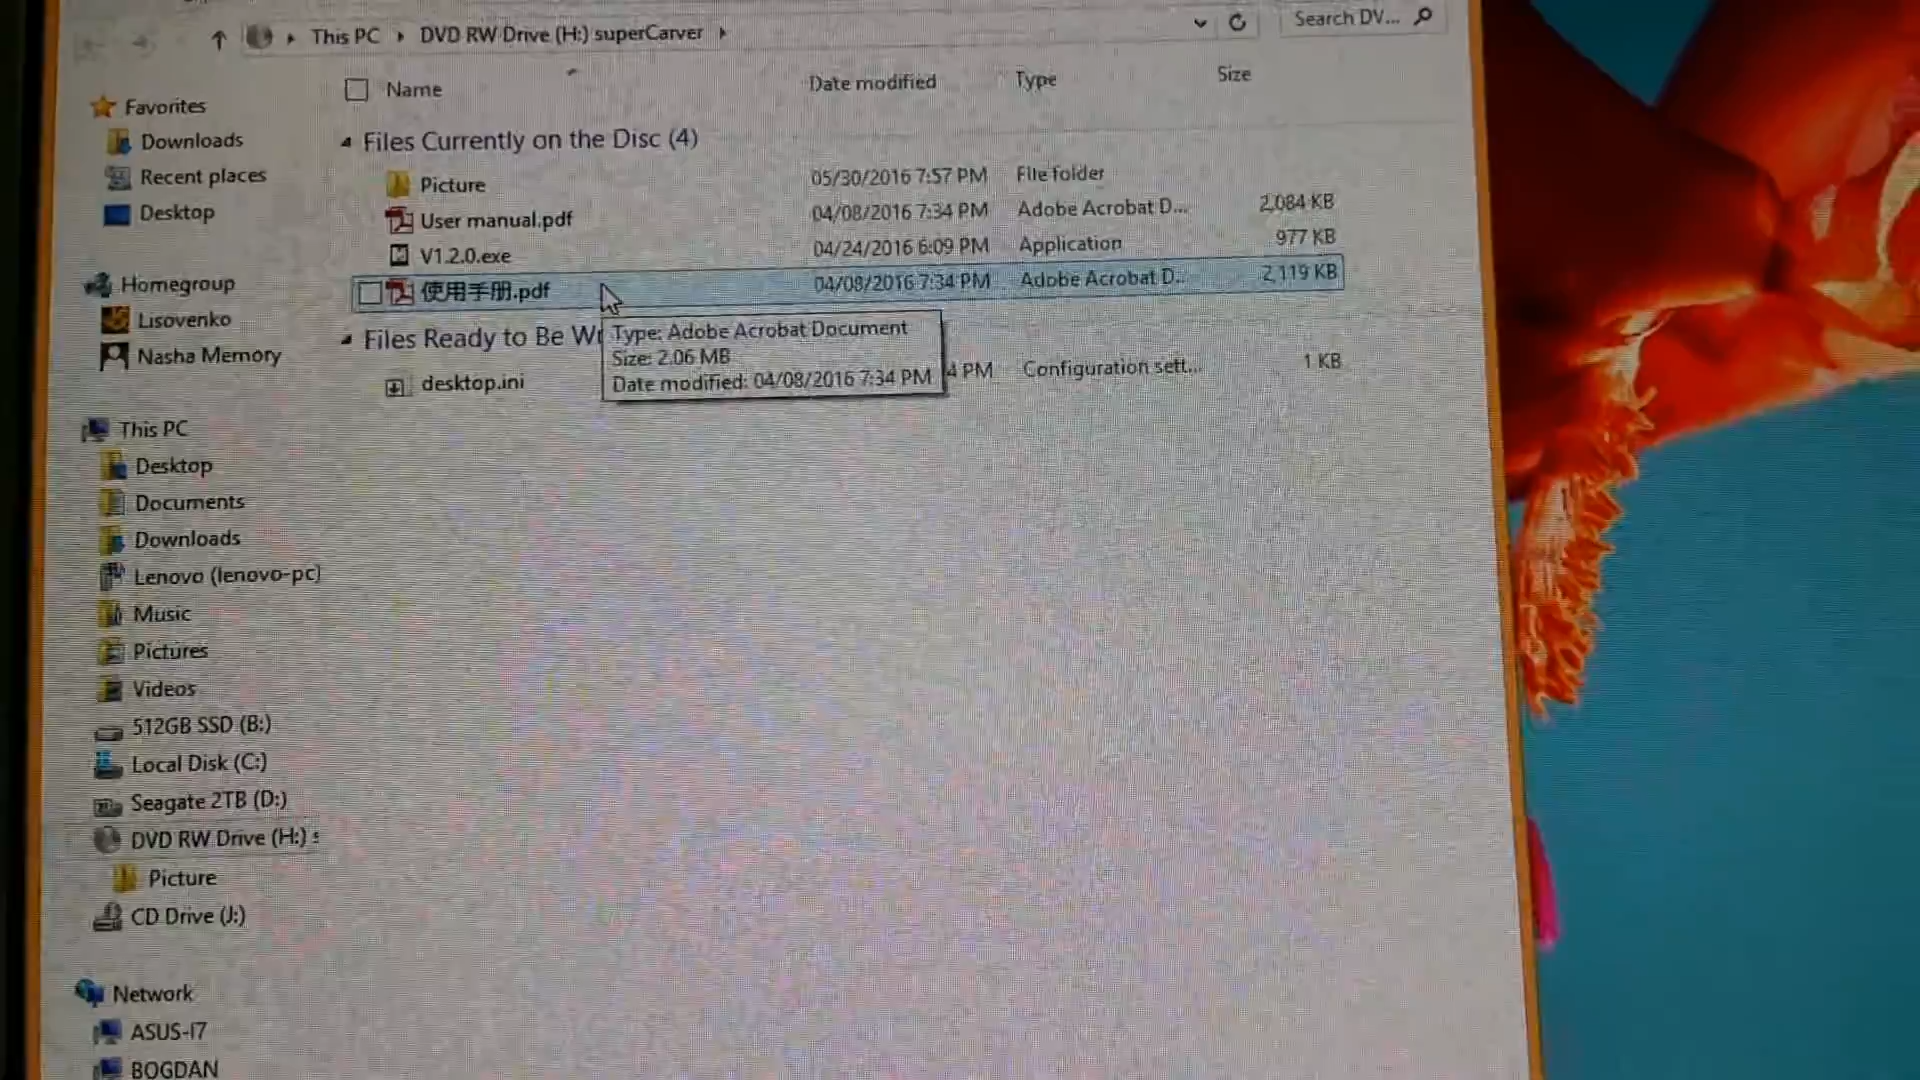 This PC ▸ DVD RW Drive (H:) superCarver ▸
Search DV...
Name Date modified Type Size
Favorites
Downloads
Recent places
Desktop
Homegroup
Lisovenko
Nasha Memory
This PC
Desktop
Documents
Downloads
Lenovo (lenovo-pc)
Music
Pictures
Videos
512GB SSD (B:)
Local Disk (C:)
Seagate 2TB (D:)
DVD RW Drive (H:) s
Picture
CD Drive (J:)
Network
ASUS-I7
BOGDAN
Files Currently on the Disc (4)
Picture 05/30/2016 7:57 PM File folder
User manual.pdf 04/08/2016 7:34 PM Adobe Acrobat D... 2,084 KB
V1.2.0.exe 04/24/2016 6:09 PM Application 977 KB
使用手册.pdf 04/08/2016 7:34 PM Adobe Acrobat D... 2,119 KB
Files Ready to Be Wr
desktop.ini 4 PM Configuration sett... 1 KB
Type: Adobe Acrobat Document
Size: 2.06 MB
Date modified: 04/08/2016 7:34 PM